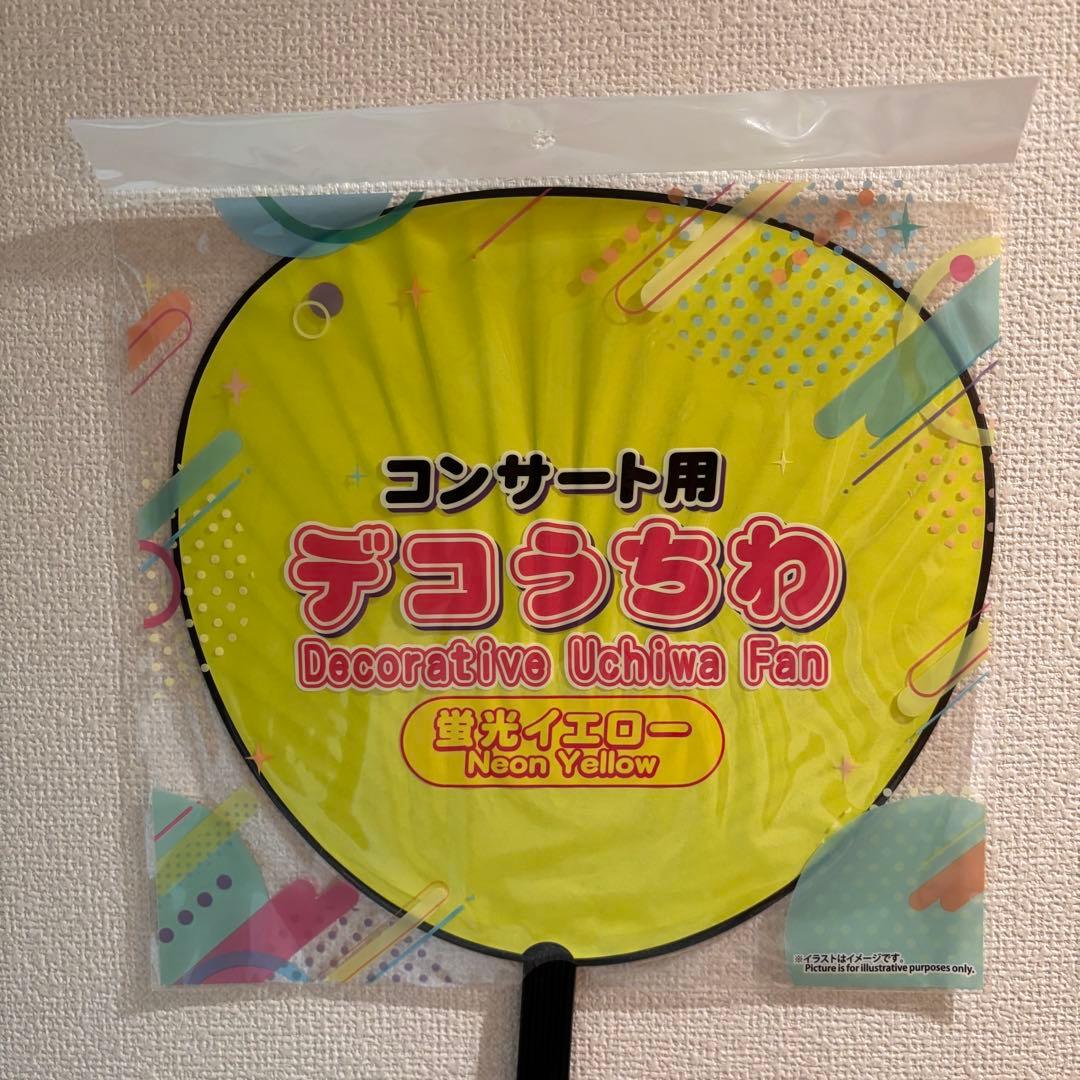 コンサート用
デコうちわ
Decorative Uchiwa Fan
蛍光イエロー
Neon Yellow
※イラストはイメージです。
Picture is for illustrative purposes only.